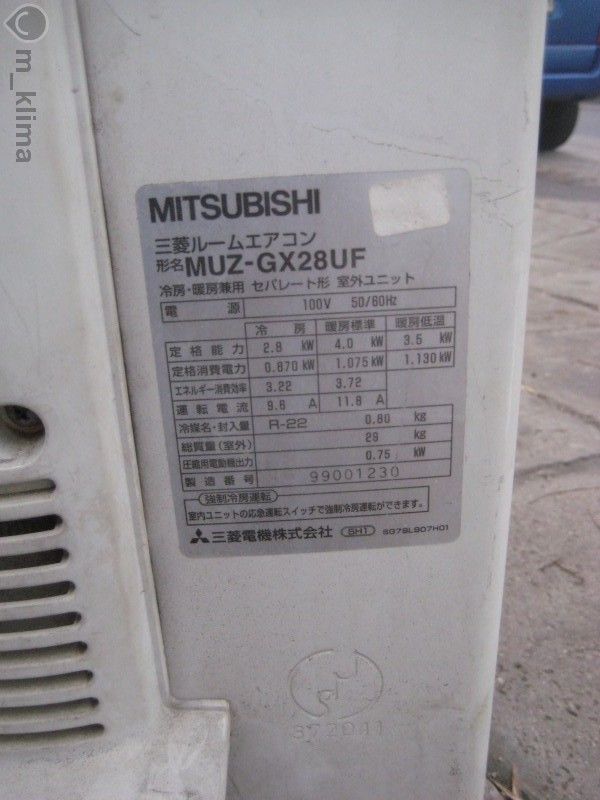 m_klima
MITSUBISHI
三菱ルームエアコン
形名 MUZ-GX28UF
冷房・暖房兼用 セパレート形 室外ユニット
電源 100V 50/60Hz
冷房 暖房標準 暖房低温
定格能力 2.8 kW 4.0 kW 3.5 kW
定格消費電力 0.870 kW 1.075 kW 1.130 kW
エネルギー消費効率 3.22 3.72
運転電流 9.6 A 11.8 A
冷媒名・封入量 R-22 0.80 kg
総質量(室外) 29 kg
圧縮用電動機出力 0.75 kW
製造番号 99001230
強制冷房運転
室内ユニットの応急運転スイッチで強制冷房運転ができます。
三菱電機株式会社 SH1 SG79L907H01